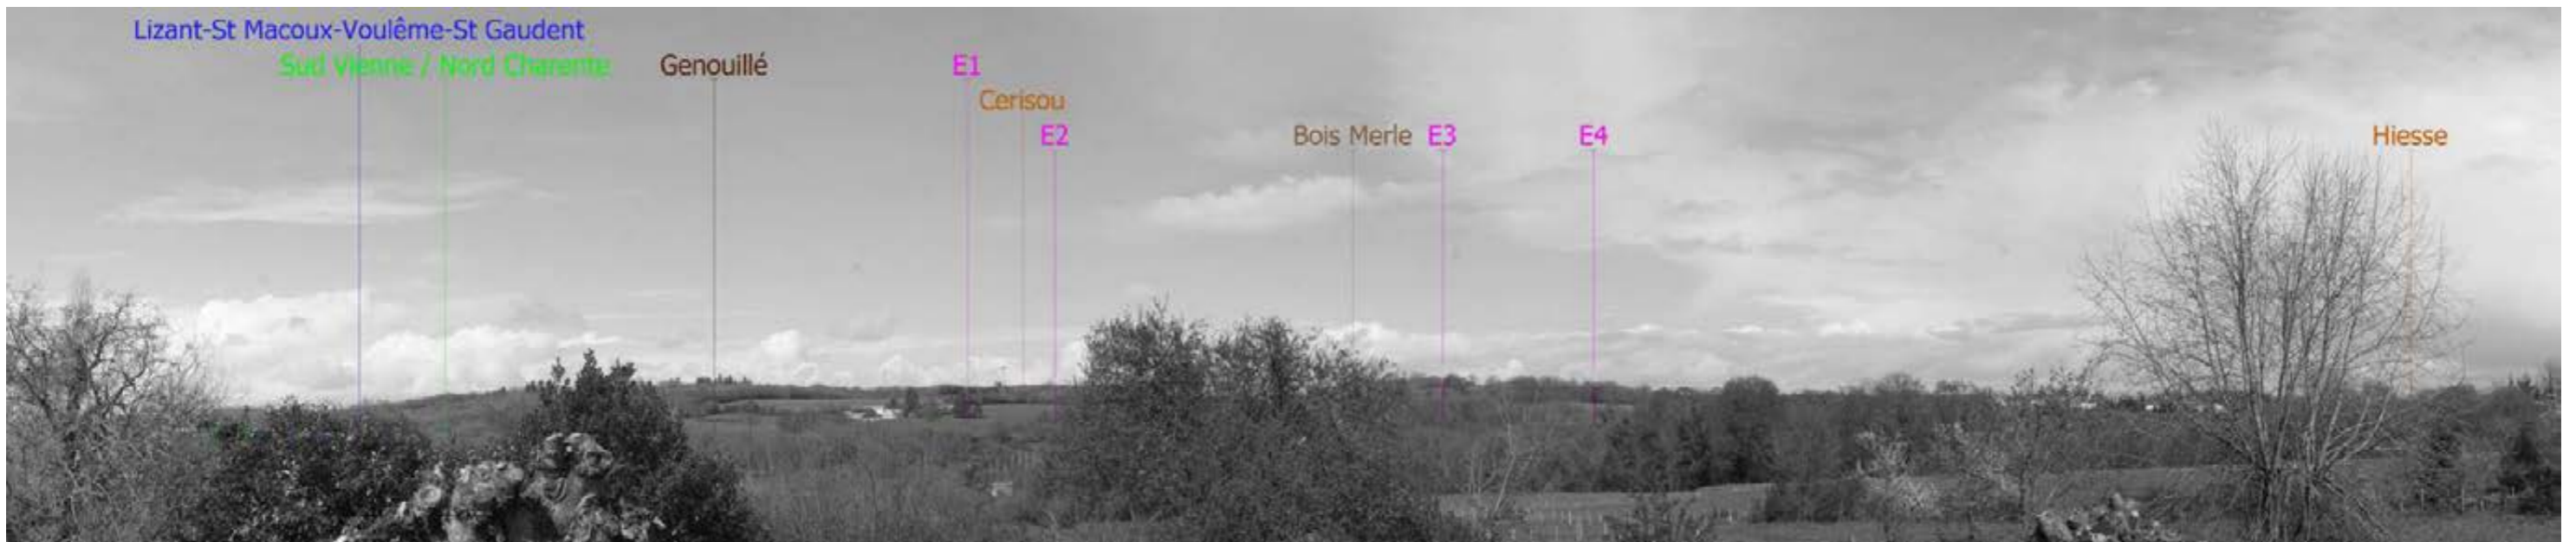 Lizant-St Macoux-Voulême-St Gaudent
Sud Vienne / Nord Charente
Genouillé
E1
Cerisou
E2
Bois Merle
E3
E4
Hiesse